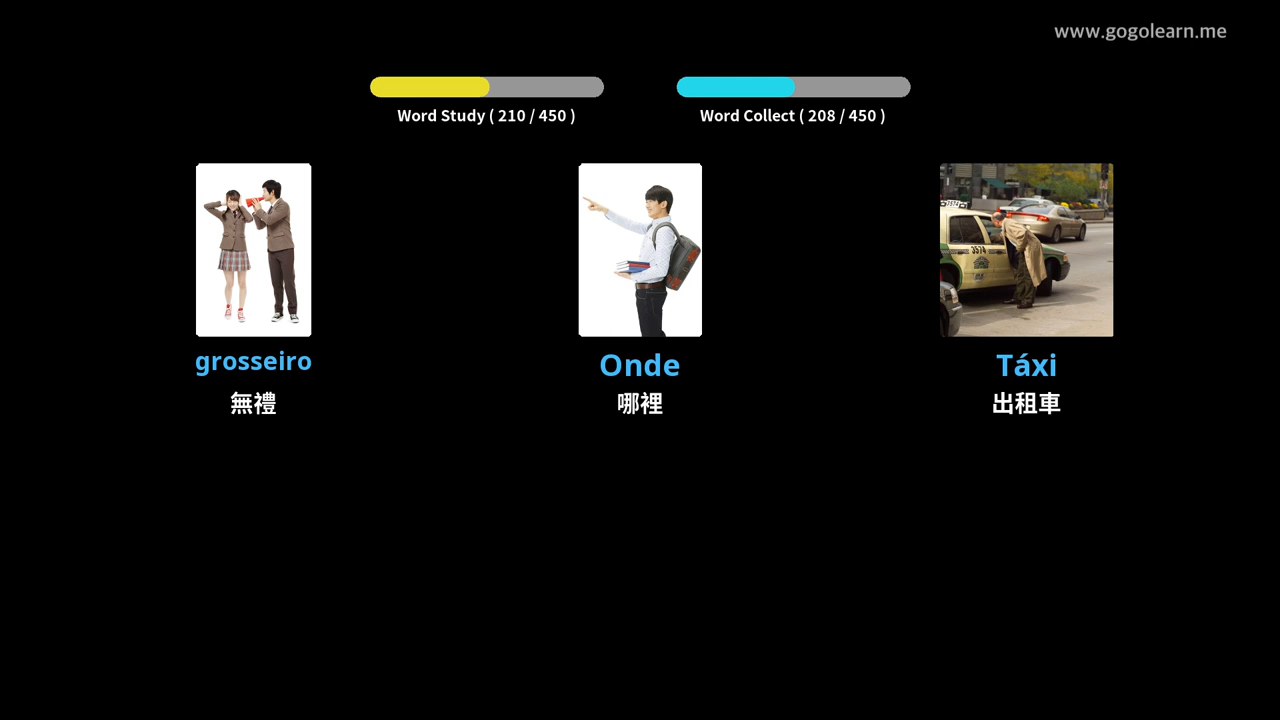 www.gogolearn.me
Word Study ( 210 / 450 )
Word Collect ( 208 / 450 )
3574
grosseiro
Onde
Táxi
無禮
哪裡
出租車